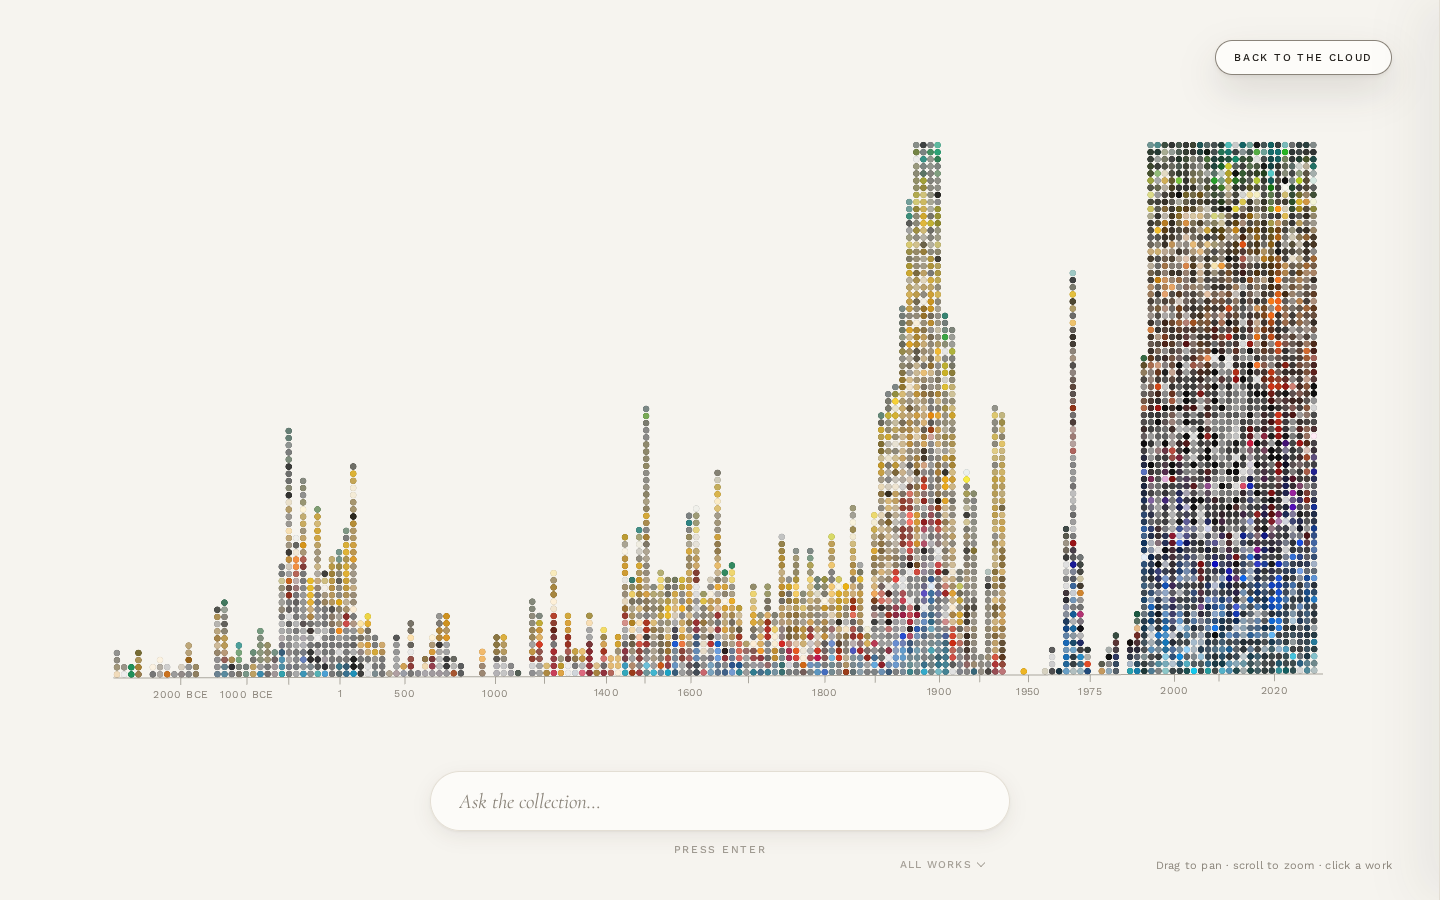 BACK TO THE CLOUD
2000 BCE 1000 BCE 1 500 1000 1400 1600 1800 1900 1950 1975 2000 2020
Ask the collection...
PRESS ENTER
ALL WORKS
Drag to pan · scroll to zoom · click a work